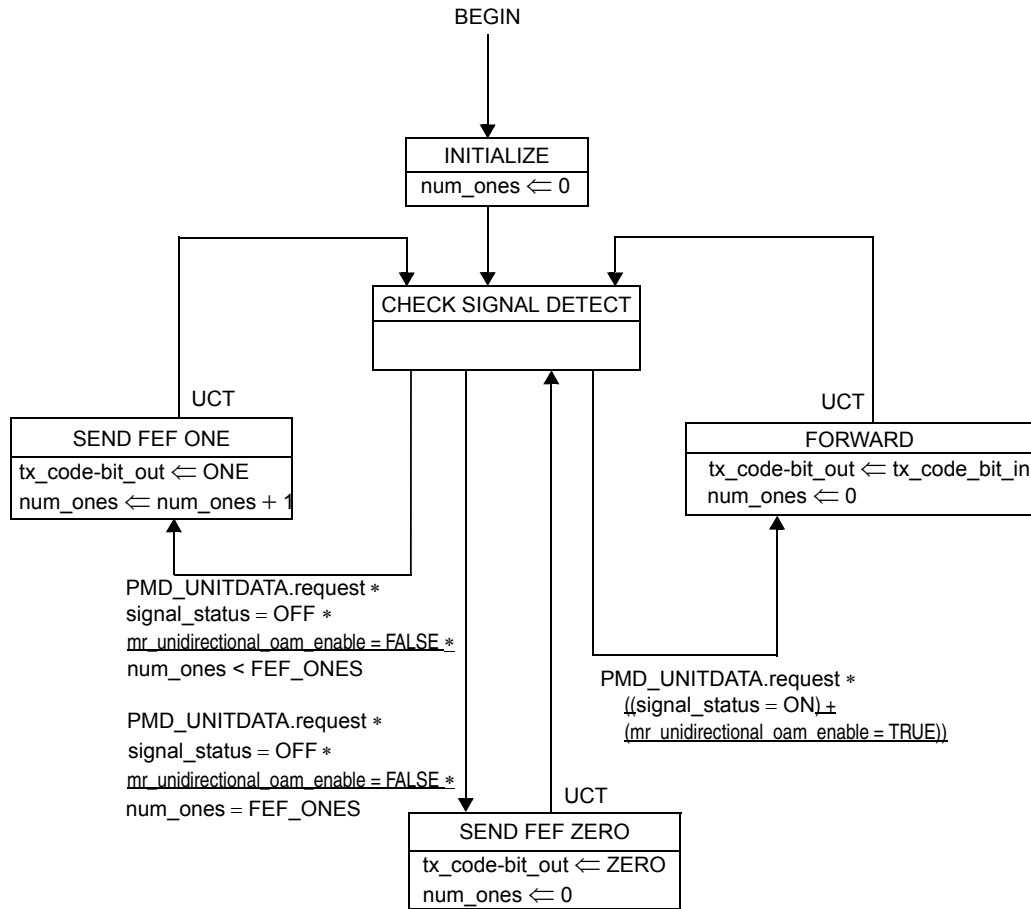 BEGIN
INITIALIZE
num_ones ⇐ 0
CHECK SIGNAL DETECT
UCT
SEND FEF ONE
tx_code-bit_out ⇐ ONE
num_ones ⇐ num_ones + 1
UCT
FORWARD
tx_code-bit_out ⇐ tx_code_bit_in
num_ones ⇐ 0
PMD_UNITDATA.request *
signal_status = OFF *
mr_unidirectional_oam_enable = FALSE *
num_ones < FEF_ONES
PMD_UNITDATA.request *
((signal_status = ON) +
(mr_unidirectional_oam_enable = TRUE))
PMD_UNITDATA.request *
signal_status = OFF *
mr_unidirectional_oam_enable = FALSE *
num_ones = FEF_ONES
UCT
SEND FEF ZERO
tx_code-bit_out ⇐ ZERO
num_ones ⇐ 0